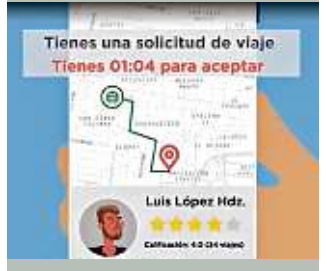 Tienes una solicitud de viaje
Tienes 01:04 para aceptar
Luis López Hdz.
Calificación: 4.0 (34 viajes)